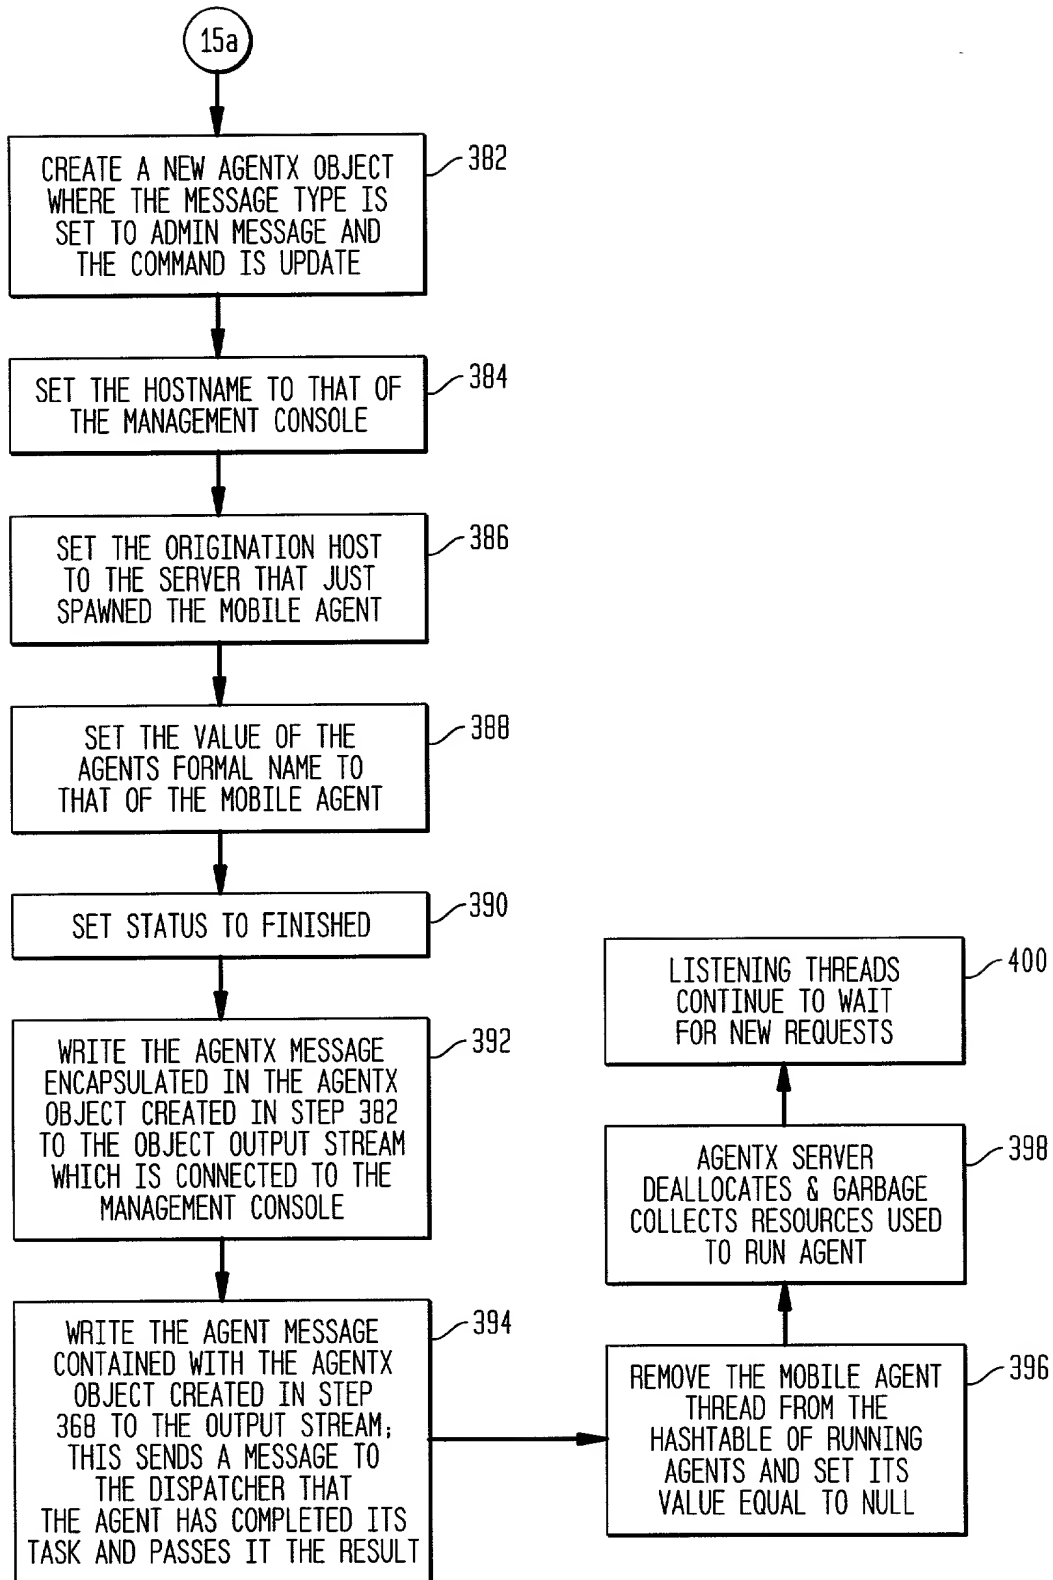 15a
CREATE A NEW AGENTX OBJECT
WHERE THE MESSAGE TYPE IS
SET TO ADMIN MESSAGE AND
THE COMMAND IS UPDATE
382
SET THE HOSTNAME TO THAT OF
THE MANAGEMENT CONSOLE
384
SET THE ORIGINATION HOST
TO THE SERVER THAT JUST
SPAWNED THE MOBILE AGENT
386
SET THE VALUE OF THE
AGENTS FORMAL NAME TO
THAT OF THE MOBILE AGENT
388
SET STATUS TO FINISHED
390
WRITE THE AGENTX MESSAGE
ENCAPSULATED IN THE AGENTX
OBJECT CREATED IN STEP 382
TO THE OBJECT OUTPUT STREAM
WHICH IS CONNECTED TO THE
MANAGEMENT CONSOLE
392
WRITE THE AGENT MESSAGE
CONTAINED WITH THE AGENTX
OBJECT CREATED IN STEP
368 TO THE OUTPUT STREAM;
THIS SENDS A MESSAGE TO
THE DISPATCHER THAT
THE AGENT HAS COMPLETED ITS
TASK AND PASSES IT THE RESULT
394
REMOVE THE MOBILE AGENT
THREAD FROM THE
HASHTABLE OF RUNNING
AGENTS AND SET ITS
VALUE EQUAL TO NULL
396
AGENTX SERVER
DEALLOCATES & GARBAGE
COLLECTS RESOURCES USED
TO RUN AGENT
398
LISTENING THREADS
CONTINUE TO WAIT
FOR NEW REQUESTS
400